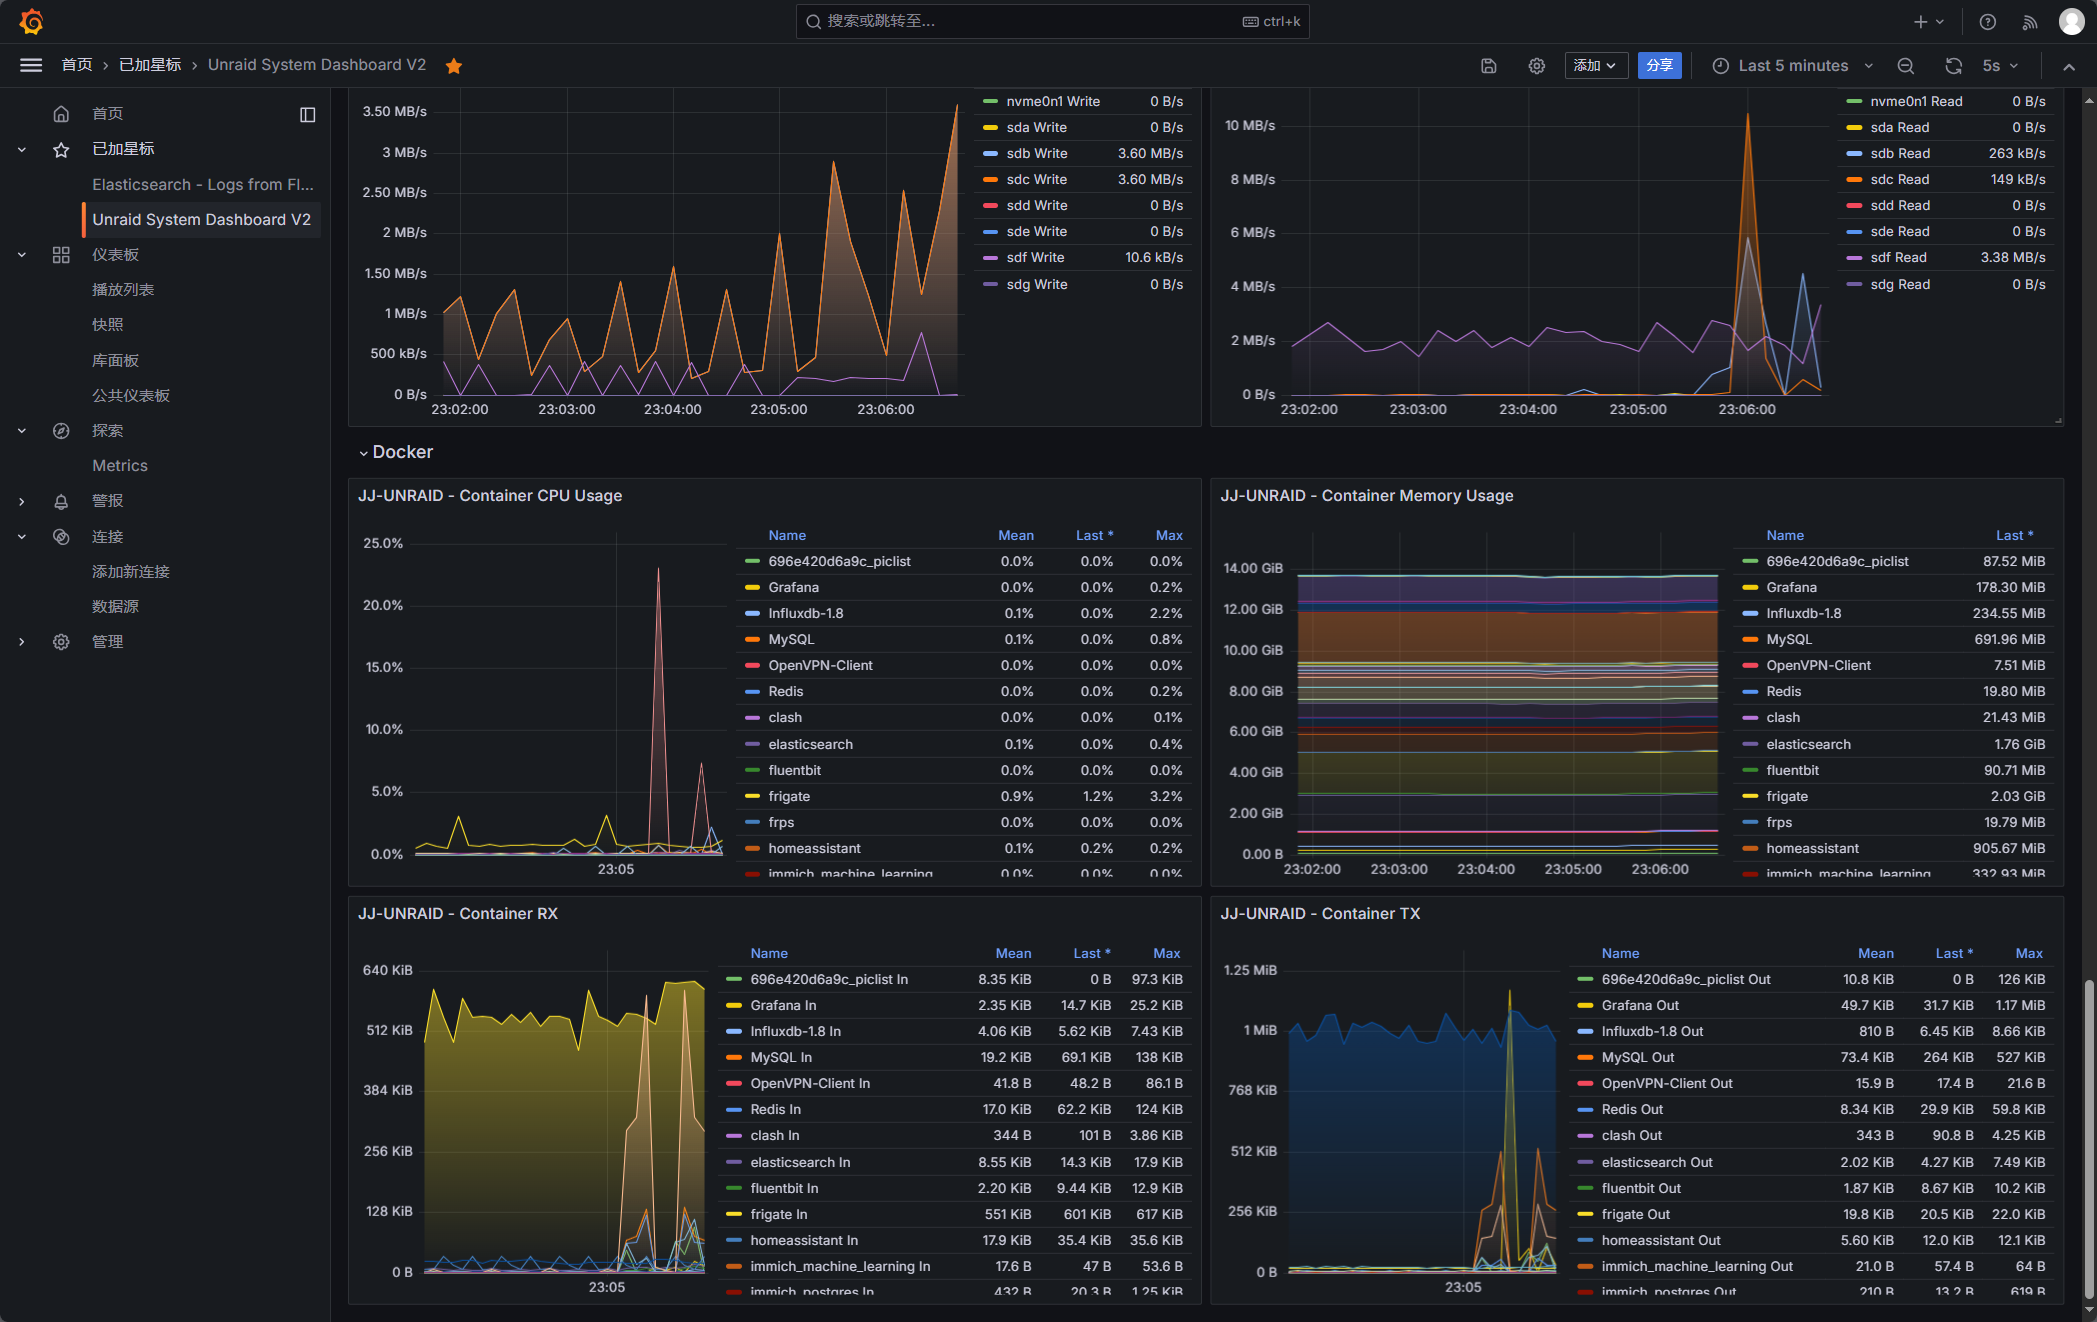 搜索或跳转至...
ctrl+k
首页 › 已加星标 › Unraid System Dashboard V2
添加
分享
Last 5 minutes
5s
首页
已加星标
Elasticsearch - Logs from Fl...
Unraid System Dashboard V2
仪表板
播放列表
快照
库面板
公共仪表板
探索
Metrics
警报
连接
添加新连接
数据源
管理
3.50 MB/s
3 MB/s
2.50 MB/s
2 MB/s
1.50 MB/s
1 MB/s
500 kB/s
0 B/s
23:02:00 23:03:00 23:04:00 23:05:00 23:06:00
nvme0n1 Write 0 B/s
sda Write 0 B/s
sdb Write 3.60 MB/s
sdc Write 3.60 MB/s
sdd Write 0 B/s
sde Write 0 B/s
sdf Write 10.6 kB/s
sdg Write 0 B/s
10 MB/s
8 MB/s
6 MB/s
4 MB/s
2 MB/s
0 B/s
23:02:00 23:03:00 23:04:00 23:05:00 23:06:00
nvme0n1 Read 0 B/s
sda Read 0 B/s
sdb Read 263 kB/s
sdc Read 149 kB/s
sdd Read 0 B/s
sde Read 0 B/s
sdf Read 3.38 MB/s
sdg Read 0 B/s
Docker
JJ-UNRAID - Container CPU Usage
25.0%
20.0%
15.0%
10.0%
5.0%
0.0%
23:05
Name Mean Last * Max
696e420d6a9c_piclist 0.0% 0.0% 0.0%
Grafana 0.0% 0.0% 0.2%
Influxdb-1.8 0.1% 0.0% 2.2%
MySQL 0.1% 0.0% 0.8%
OpenVPN-Client 0.0% 0.0% 0.0%
Redis 0.0% 0.0% 0.2%
clash 0.0% 0.0% 0.1%
elasticsearch 0.1% 0.0% 0.4%
fluentbit 0.0% 0.0% 0.0%
frigate 0.9% 1.2% 3.2%
frps 0.0% 0.0% 0.0%
homeassistant 0.1% 0.2% 0.2%
immich_machine_learning 0.0% 0.0% 0.0%
JJ-UNRAID - Container Memory Usage
14.00 GiB
12.00 GiB
10.00 GiB
8.00 GiB
6.00 GiB
4.00 GiB
2.00 GiB
0.00 B
23:02:00 23:03:00 23:04:00 23:05:00 23:06:00
Name Last *
696e420d6a9c_piclist 87.52 MiB
Grafana 178.30 MiB
Influxdb-1.8 234.55 MiB
MySQL 691.96 MiB
OpenVPN-Client 7.51 MiB
Redis 19.80 MiB
clash 21.43 MiB
elasticsearch 1.76 GiB
fluentbit 90.71 MiB
frigate 2.03 GiB
frps 19.79 MiB
homeassistant 905.67 MiB
immich_machine_learning 332.93 MiB
JJ-UNRAID - Container RX
640 KiB
512 KiB
384 KiB
256 KiB
128 KiB
0 B
23:05
Name Mean Last * Max
696e420d6a9c_piclist In 8.35 KiB 0 B 97.3 KiB
Grafana In 2.35 KiB 14.7 KiB 25.2 KiB
Influxdb-1.8 In 4.06 KiB 5.62 KiB 7.43 KiB
MySQL In 19.2 KiB 69.1 KiB 138 KiB
OpenVPN-Client In 41.8 B 48.2 B 86.1 B
Redis In 17.0 KiB 62.2 KiB 124 KiB
clash In 344 B 101 B 3.86 KiB
elasticsearch In 8.55 KiB 14.3 KiB 17.9 KiB
fluentbit In 2.20 KiB 9.44 KiB 12.9 KiB
frigate In 551 KiB 601 KiB 617 KiB
homeassistant In 17.9 KiB 35.4 KiB 35.6 KiB
immich_machine_learning In 17.6 B 47 B 53.6 B
immich_postgres In 432 B 20.3 B 1.25 KiB
JJ-UNRAID - Container TX
1.25 MiB
1 MiB
768 KiB
512 KiB
256 KiB
0 B
23:05
Name Mean Last * Max
696e420d6a9c_piclist Out 10.8 KiB 0 B 126 KiB
Grafana Out 49.7 KiB 31.7 KiB 1.17 MiB
Influxdb-1.8 Out 810 B 6.45 KiB 8.66 KiB
MySQL Out 73.4 KiB 264 KiB 527 KiB
OpenVPN-Client Out 15.9 B 17.4 B 21.6 B
Redis Out 8.34 KiB 29.9 KiB 59.8 KiB
clash Out 343 B 90.8 B 4.25 KiB
elasticsearch Out 2.02 KiB 4.27 KiB 7.49 KiB
fluentbit Out 1.87 KiB 8.67 KiB 10.2 KiB
frigate Out 19.8 KiB 20.5 KiB 22.0 KiB
homeassistant Out 5.60 KiB 12.0 KiB 12.1 KiB
immich_machine_learning Out 21.0 B 57.4 B 64 B
immich_postgres Out 210 B 13.2 B 619 B